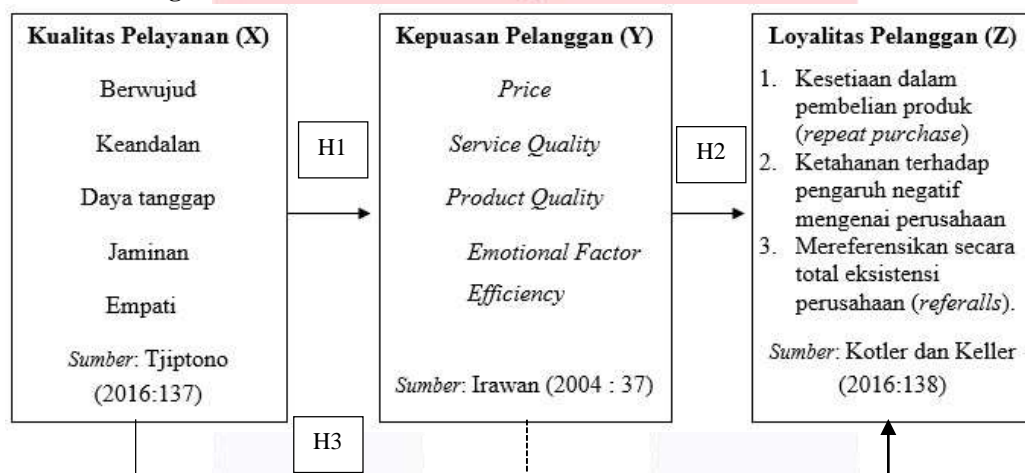 Kualitas Pelayanan (X)
Berwujud
Keandalan
Daya tanggap
Jaminan
Empati
Sumber: Tjiptono
(2016:137)
H1
Kepuasan Pelanggan (Y)
Price
Service Quality
Product Quality
Emotional Factor
Efficiency
Sumber: Irawan (2004 : 37)
H2
Loyalitas Pelanggan (Z)
1. Kesetiaan dalam
pembelian produk
(repeat purchase)
2. Ketahanan terhadap
pengaruh negatif
mengenai perusahaan
3. Mereferensikan secara
total eksistensi
perusahaan (referalls).
Sumber: Kotler dan Keller
(2016:138)
H3